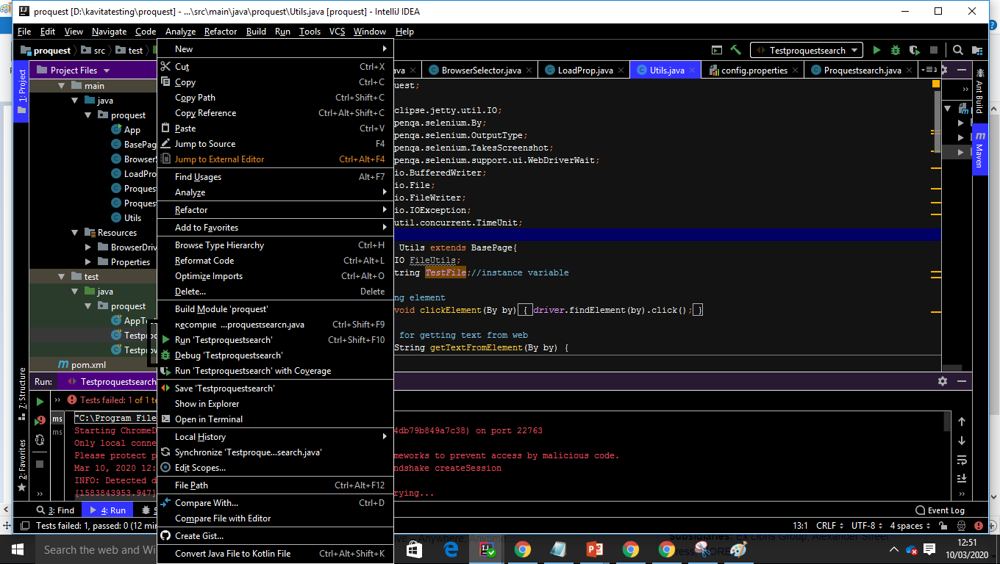 proquest [D:\kavitatesting\proquest] - ...\src\main\java\proquest\Utils.java [proquest] - IntelliJ IDEA
File Edit View Navigate Code Analyze Refactor Build Run Tools VCS Window Help
proquest src test
Testproquestsearch
Project Files
ava BrowserSelector.java LoadProp.java Utils.java config.properties Proquestsearch.java
1: Project
7: Structure
2: Favorites
Ant Build
Maven
main
java
proquest
App
BasePag
Browser
LoadPro
Proques
Proques
Utils
Resources
BrowserDriv
Properties
test
java
proquest
AppTe
Testpro
Testpro
pom.xml
New
Cut Ctrl+X
Copy Ctrl+C
Copy Path Ctrl+Shift+C
Copy Reference Ctrl+Alt+Shift+C
Paste Ctrl+V
Jump to Source F4
Jump to External Editor Ctrl+Alt+F4
Find Usages Alt+F7
Analyze
Refactor
Add to Favorites
Browse Type Hierarchy Ctrl+H
Reformat Code Ctrl+Alt+L
Optimize Imports Ctrl+Alt+O
Delete... Delete
Build Module 'proquest'
Recompile ...proquestsearch.java Ctrl+Shift+F9
Run 'Testproquestsearch' Ctrl+Shift+F10
Debug 'Testproquestsearch'
Run 'Testproquestsearch' with Coverage
Save 'Testproquestsearch'
Show in Explorer
Open in Terminal
Local History
Synchronize 'Testproque...search.java'
Edit Scopes...
File Path Ctrl+Alt+F12
Compare With... Ctrl+D
Compare File with Editor
Create Gist...
Convert Java File to Kotlin File Ctrl+Alt+Shift+K
quest;
clipse.jetty.util.IO;
penqa.selenium.By;
penqa.selenium.OutputType;
penqa.selenium.TakesScreenshot;
penqa.selenium.support.ui.WebDriverWait;
io.BufferedWriter;
io.File;
io.FileWriter;
io.IOException;
util.concurrent.TimeUnit;
Utils extends BasePage{
IO FileUtils;
tring TestFile;//instance variable
ng element
void clickElement(By by) { driver.findElement(by).click(); }
for getting text from web
String getTextFromElement(By by) {
Run: Testproquestsearch
Tests failed: 1 of 1 te
ms
ms
"C:\Program File
Starting ChromeD 4db79b849a7c38) on port 22763
Only local conne
Please protect p meworks to prevent access by malicious code.
Mar 10, 2020 12: ndshake createSession
INFO: Detected d
[1583843953.947] rying...
3: Find 4: Run 5 Event Log
Tests failed: 1, passed: 0 (12 min 13:1 CRLF UTF-8 4 spaces
Search the web and Wi
Anywhere, Anytime
Subsidiaries: Ex Libris Group, Alexander Street
12:51
10/03/2020